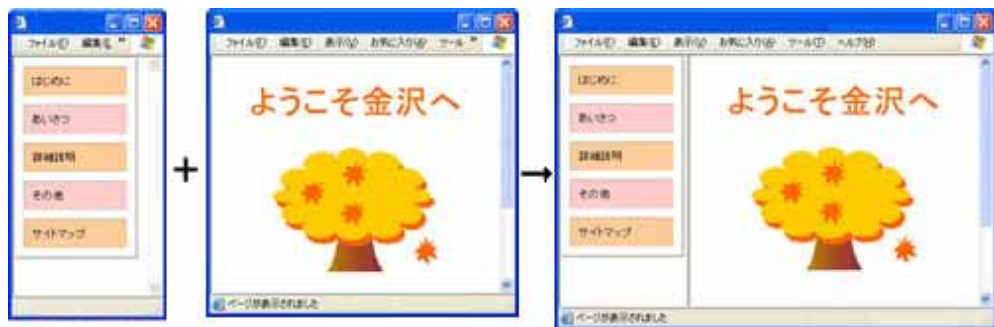 ファイル(F) 編集(E) »
はじめに
あいさつ
詳細説明
その他
サイトマップ
+
ファイル(F) 編集(E) 表示(V) お気に入り(A) ツール »
ようこそ金沢へ
ページが表示されました
→
ファイル(F) 編集(E) 表示(V) お気に入り(A) ツール(T) ヘルプ(H)
はじめに
あいさつ
詳細説明
その他
サイトマップ
ようこそ金沢へ
ページが表示されました